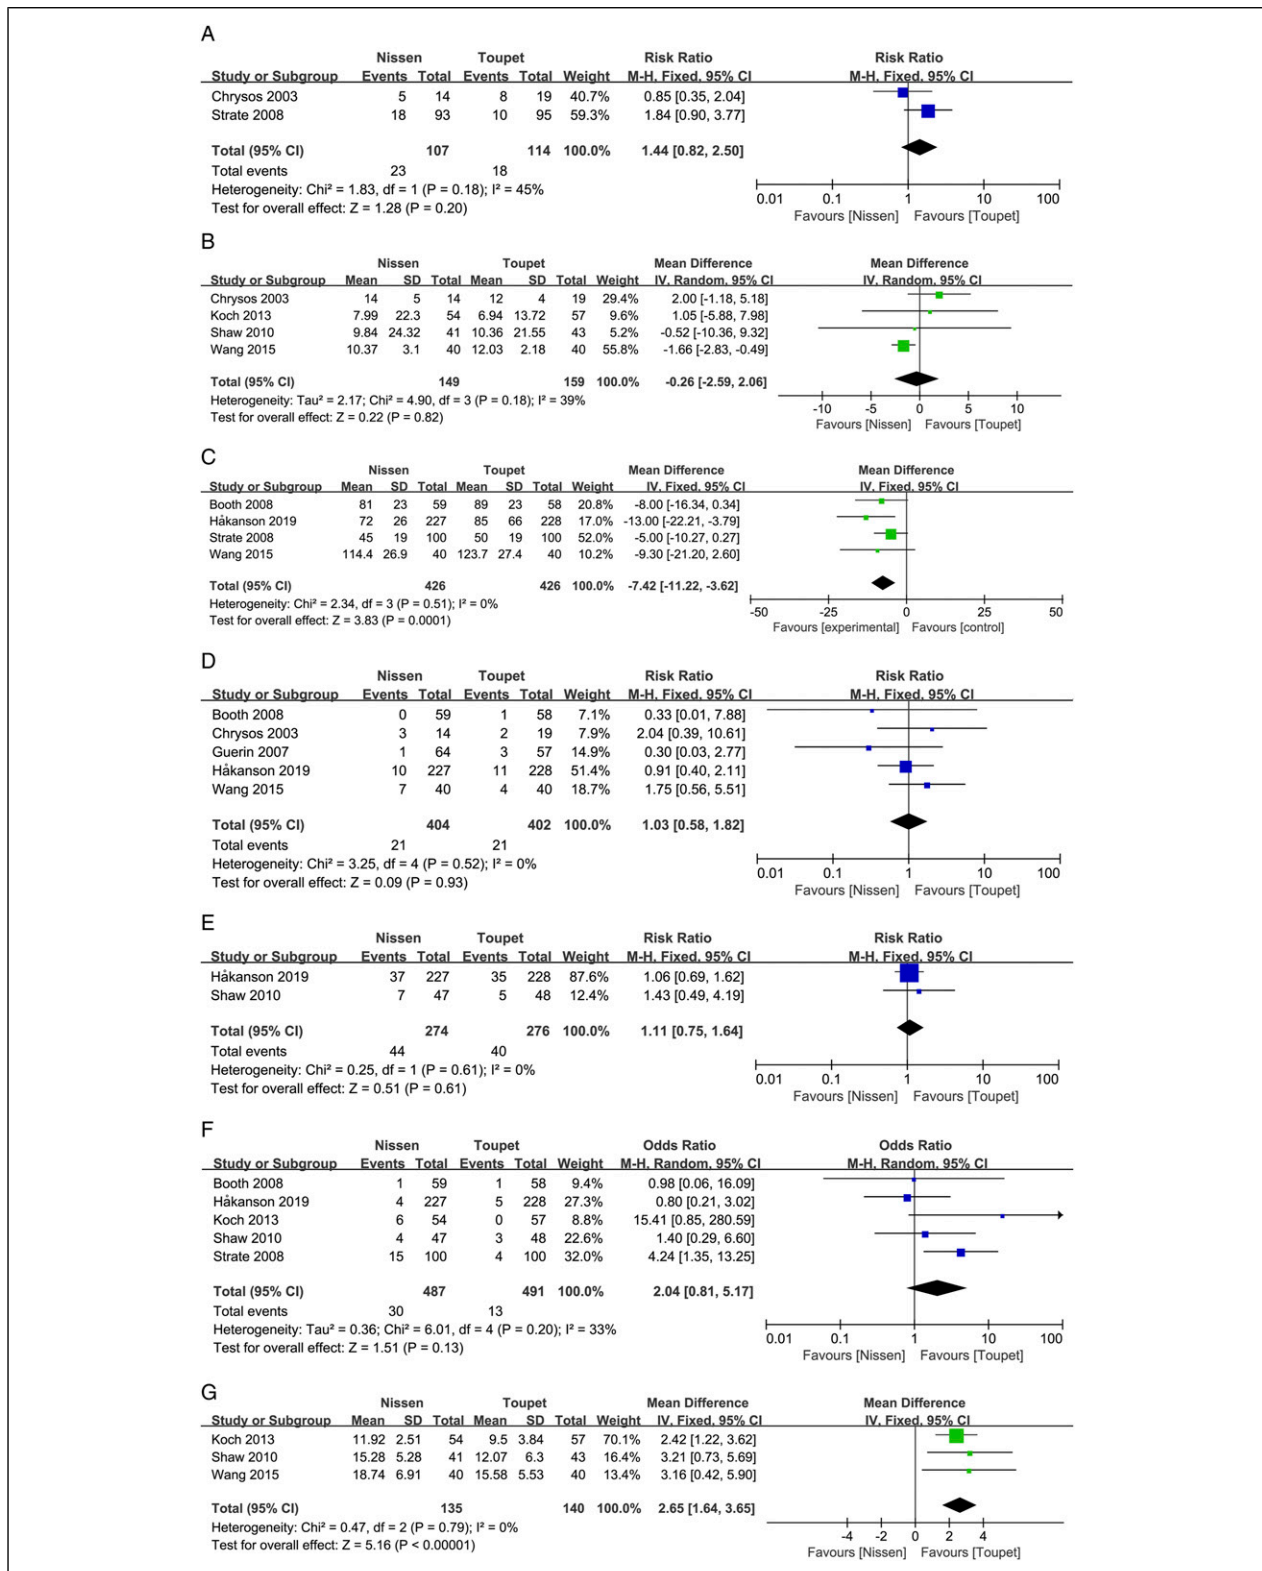 A
Nissen Toupet Risk Ratio Risk Ratio
Study or Subgroup Events Total Events Total Weight M-H, Fixed, 95% CI M-H, Fixed, 95% CI
Chrysos 2003 5 14 8 19 40.7% 0.85 [0.35, 2.04]
Strate 2008 18 93 10 95 59.3% 1.84 [0.90, 3.77]
Total (95% CI) 107 114 100.0% 1.44 [0.82, 2.50]
Total events 23 18
Heterogeneity: Chi² = 1.83, df = 1 (P = 0.18); I² = 45%
Test for overall effect: Z = 1.28 (P = 0.20)
0.01 0.1 1 10 100
Favours [Nissen] Favours [Toupet]
B
Nissen Toupet Mean Difference Mean Difference
Study or Subgroup Mean SD Total Mean SD Total Weight IV, Random, 95% CI IV, Random, 95% CI
Chrysos 2003 14 5 14 12 4 19 29.4% 2.00 [-1.18, 5.18]
Koch 2013 7.99 22.3 54 6.94 13.72 57 9.6% 1.05 [-5.88, 7.98]
Shaw 2010 9.84 24.32 41 10.36 21.55 43 5.2% -0.52 [-10.36, 9.32]
Wang 2015 10.37 3.1 40 12.03 2.18 40 55.8% -1.66 [-2.83, -0.49]
Total (95% CI) 149 159 100.0% -0.26 [-2.59, 2.06]
Heterogeneity: Tau² = 2.17; Chi² = 4.90, df = 3 (P = 0.18); I² = 39%
Test for overall effect: Z = 0.22 (P = 0.82)
-10 -5 0 5 10
Favours [Nissen] Favours [Toupet]
C
Nissen Toupet Mean Difference Mean Difference
Study or Subgroup Mean SD Total Mean SD Total Weight IV, Fixed, 95% CI IV, Fixed, 95% CI
Booth 2008 81 23 59 89 23 58 20.8% -8.00 [-16.34, 0.34]
Håkanson 2019 72 26 227 85 66 228 17.0% -13.00 [-22.21, -3.79]
Strate 2008 45 19 100 50 19 100 52.0% -5.00 [-10.27, 0.27]
Wang 2015 114.4 26.9 40 123.7 27.4 40 10.2% -9.30 [-21.20, 2.60]
Total (95% CI) 426 426 100.0% -7.42 [-11.22, -3.62]
Heterogeneity: Chi² = 2.34, df = 3 (P = 0.51); I² = 0%
Test for overall effect: Z = 3.83 (P = 0.0001)
-50 -25 0 25 50
Favours [experimental] Favours [control]
D
Nissen Toupet Risk Ratio Risk Ratio
Study or Subgroup Events Total Events Total Weight M-H, Fixed, 95% CI M-H, Fixed, 95% CI
Booth 2008 0 59 1 58 7.1% 0.33 [0.01, 7.88]
Chrysos 2003 3 14 2 19 7.9% 2.04 [0.39, 10.61]
Guerin 2007 1 64 3 57 14.9% 0.30 [0.03, 2.77]
Håkanson 2019 10 227 11 228 51.4% 0.91 [0.40, 2.11]
Wang 2015 7 40 4 40 18.7% 1.75 [0.56, 5.51]
Total (95% CI) 404 402 100.0% 1.03 [0.58, 1.82]
Total events 21 21
Heterogeneity: Chi² = 3.25, df = 4 (P = 0.52); I² = 0%
Test for overall effect: Z = 0.09 (P = 0.93)
0.01 0.1 1 10 100
Favours [Nissen] Favours [Toupet]
E
Nissen Toupet Risk Ratio Risk Ratio
Study or Subgroup Events Total Events Total Weight M-H, Fixed, 95% CI M-H, Fixed, 95% CI
Håkanson 2019 37 227 35 228 87.6% 1.06 [0.69, 1.62]
Shaw 2010 7 47 5 48 12.4% 1.43 [0.49, 4.19]
Total (95% CI) 274 276 100.0% 1.11 [0.75, 1.64]
Total events 44 40
Heterogeneity: Chi² = 0.25, df = 1 (P = 0.61); I² = 0%
Test for overall effect: Z = 0.51 (P = 0.61)
0.01 0.1 1 10 100
Favours [Nissen] Favours [Toupet]
F
Nissen Toupet Odds Ratio Odds Ratio
Study or Subgroup Events Total Events Total Weight M-H, Random, 95% CI M-H, Random, 95% CI
Booth 2008 1 59 1 58 9.4% 0.98 [0.06, 16.09]
Håkanson 2019 4 227 5 228 27.3% 0.80 [0.21, 3.02]
Koch 2013 6 54 0 57 8.8% 15.41 [0.85, 280.59]
Shaw 2010 4 47 3 48 22.6% 1.40 [0.29, 6.60]
Strate 2008 15 100 4 100 32.0% 4.24 [1.35, 13.25]
Total (95% CI) 487 491 100.0% 2.04 [0.81, 5.17]
Total events 30 13
Heterogeneity: Tau² = 0.36; Chi² = 6.01, df = 4 (P = 0.20); I² = 33%
Test for overall effect: Z = 1.51 (P = 0.13)
0.01 0.1 1 10 100
Favours [Nissen] Favours [Toupet]
G
Nissen Toupet Mean Difference Mean Difference
Study or Subgroup Mean SD Total Mean SD Total Weight IV, Fixed, 95% CI IV, Fixed, 95% CI
Koch 2013 11.92 2.51 54 9.5 3.84 57 70.1% 2.42 [1.22, 3.62]
Shaw 2010 15.28 5.28 41 12.07 6.3 43 16.4% 3.21 [0.73, 5.69]
Wang 2015 18.74 6.91 40 15.58 5.53 40 13.4% 3.16 [0.42, 5.90]
Total (95% CI) 135 140 100.0% 2.65 [1.64, 3.65]
Heterogeneity: Chi² = 0.47, df = 2 (P = 0.79); I² = 0%
Test for overall effect: Z = 5.16 (P < 0.00001)
-4 -2 0 2 4
Favours [Nissen] Favours [Toupet]